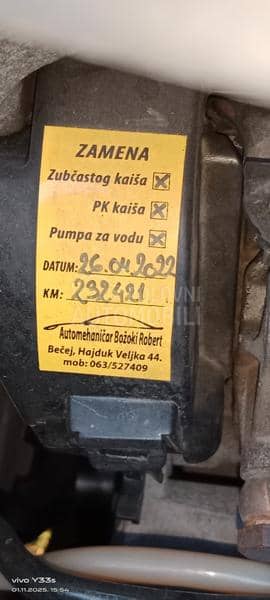 ZAMENA
Zubčastog kaiša ☒
PK kaiša ☒
Pumpa za vodu ☒
DATUM: 26.04.2022
KM: 232421
Automehaničar Božoki Robert
Bečej, Hajduk Veljka 44.
mob: 063/527409
vivo Y33s
01.11.2025, 15:54